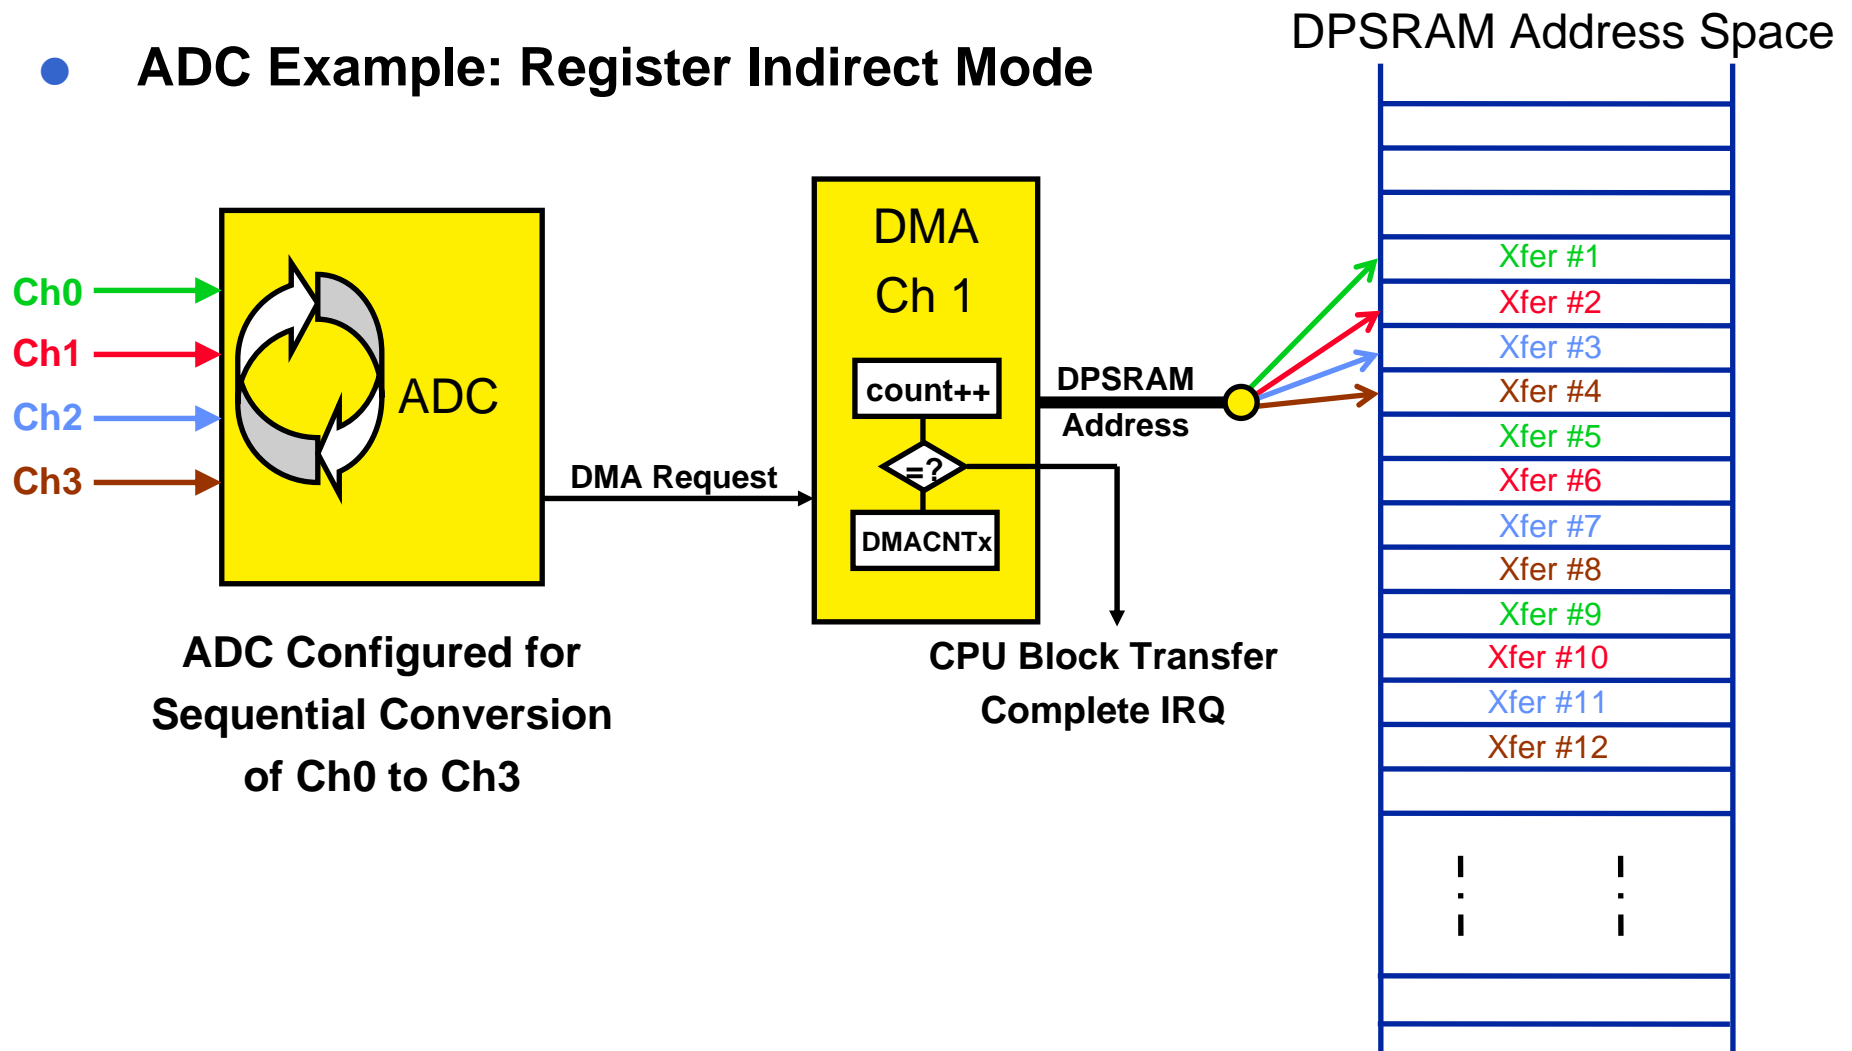 DPSRAM Address Space
ADC Example: Register Indirect Mode
Ch0
Ch1
Ch2
Ch3
ADC
DMA Request
DMA
Ch 1
count++
=?
DMACNTx
DPSRAM
Address
CPU Block Transfer
Complete IRQ
ADC Configured for
Sequential Conversion
of Ch0 to Ch3
Xfer #1
Xfer #2
Xfer #3
Xfer #4
Xfer #5
Xfer #6
Xfer #7
Xfer #8
Xfer #9
Xfer #10
Xfer #11
Xfer #12